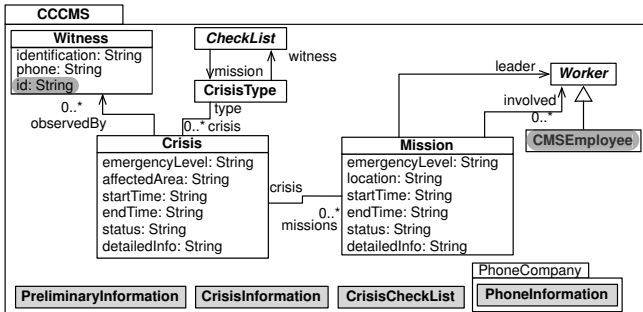 CCCMS
Witness
identification: String
phone: String
id: String
0..*
observedBy
CheckList
mission
witness
CrisisType
type
0..* crisis
Crisis
emergencyLevel: String
affectedArea: String
startTime: String
endTime: String
status: String
detailedInfo: String
crisis
0..*
missions
Mission
emergencyLevel: String
location: String
startTime: String
endTime: String
status: String
detailedInfo: String
leader
involved
0..*
Worker
CMSEmployee
PreliminaryInformation
CrisisInformation
CrisisCheckList
PhoneCompany
PhoneInformation